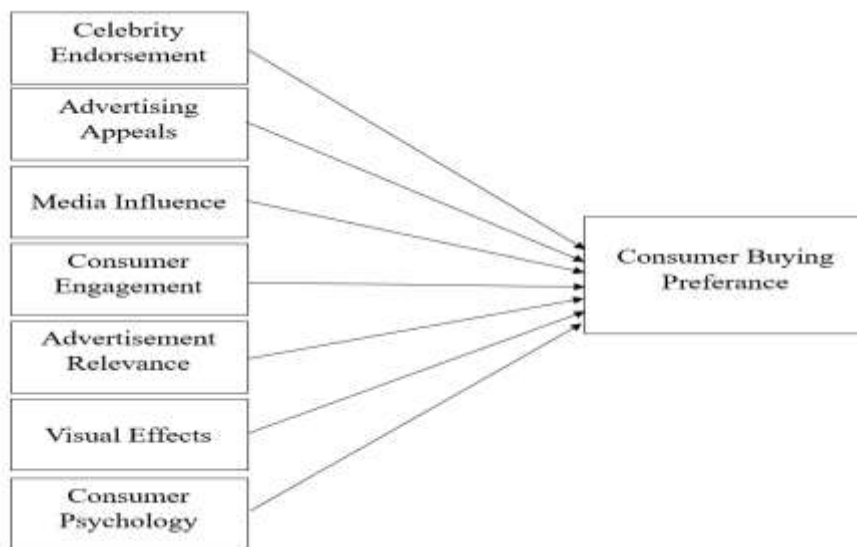 Celebrity
Endorsement
Advertising
Appeals
Media Influence
Consumer
Engagement
Advertisement
Relevance
Visual Effects
Consumer
Psychology
Consumer Buying
Preferance